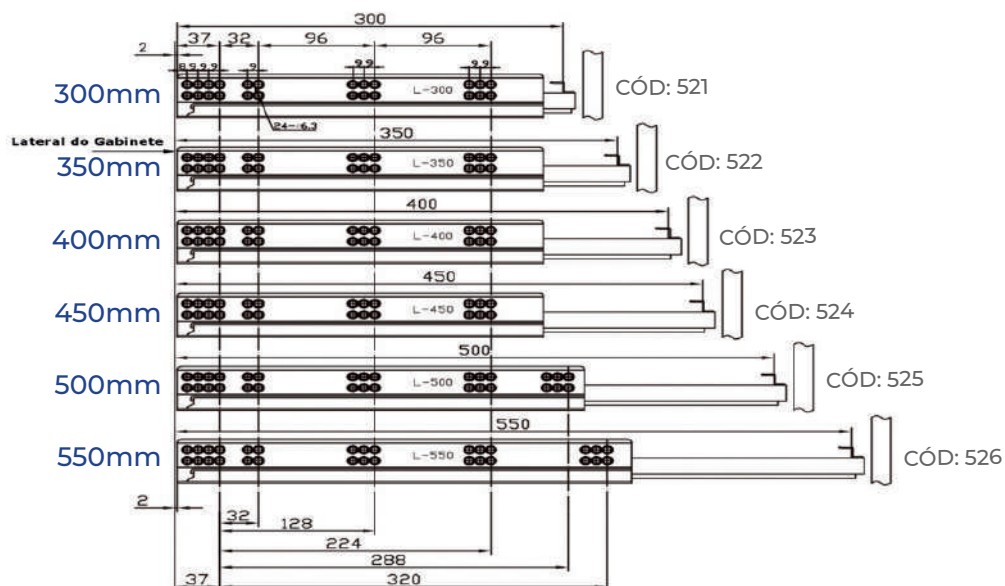 300
2 37 32 96 96
8 9 9 9 9 9 9 9 9
300mm L-300 CÓD: 521
24-6.3
350
Lateral do Gabinete
350mm L-350 CÓD: 522
400
400mm L-400 CÓD: 523
450
450mm L-450 CÓD: 524
500
500mm L-500 CÓD: 525
550
550mm L-550 CÓD: 526
2 32
128
224
288
37 320